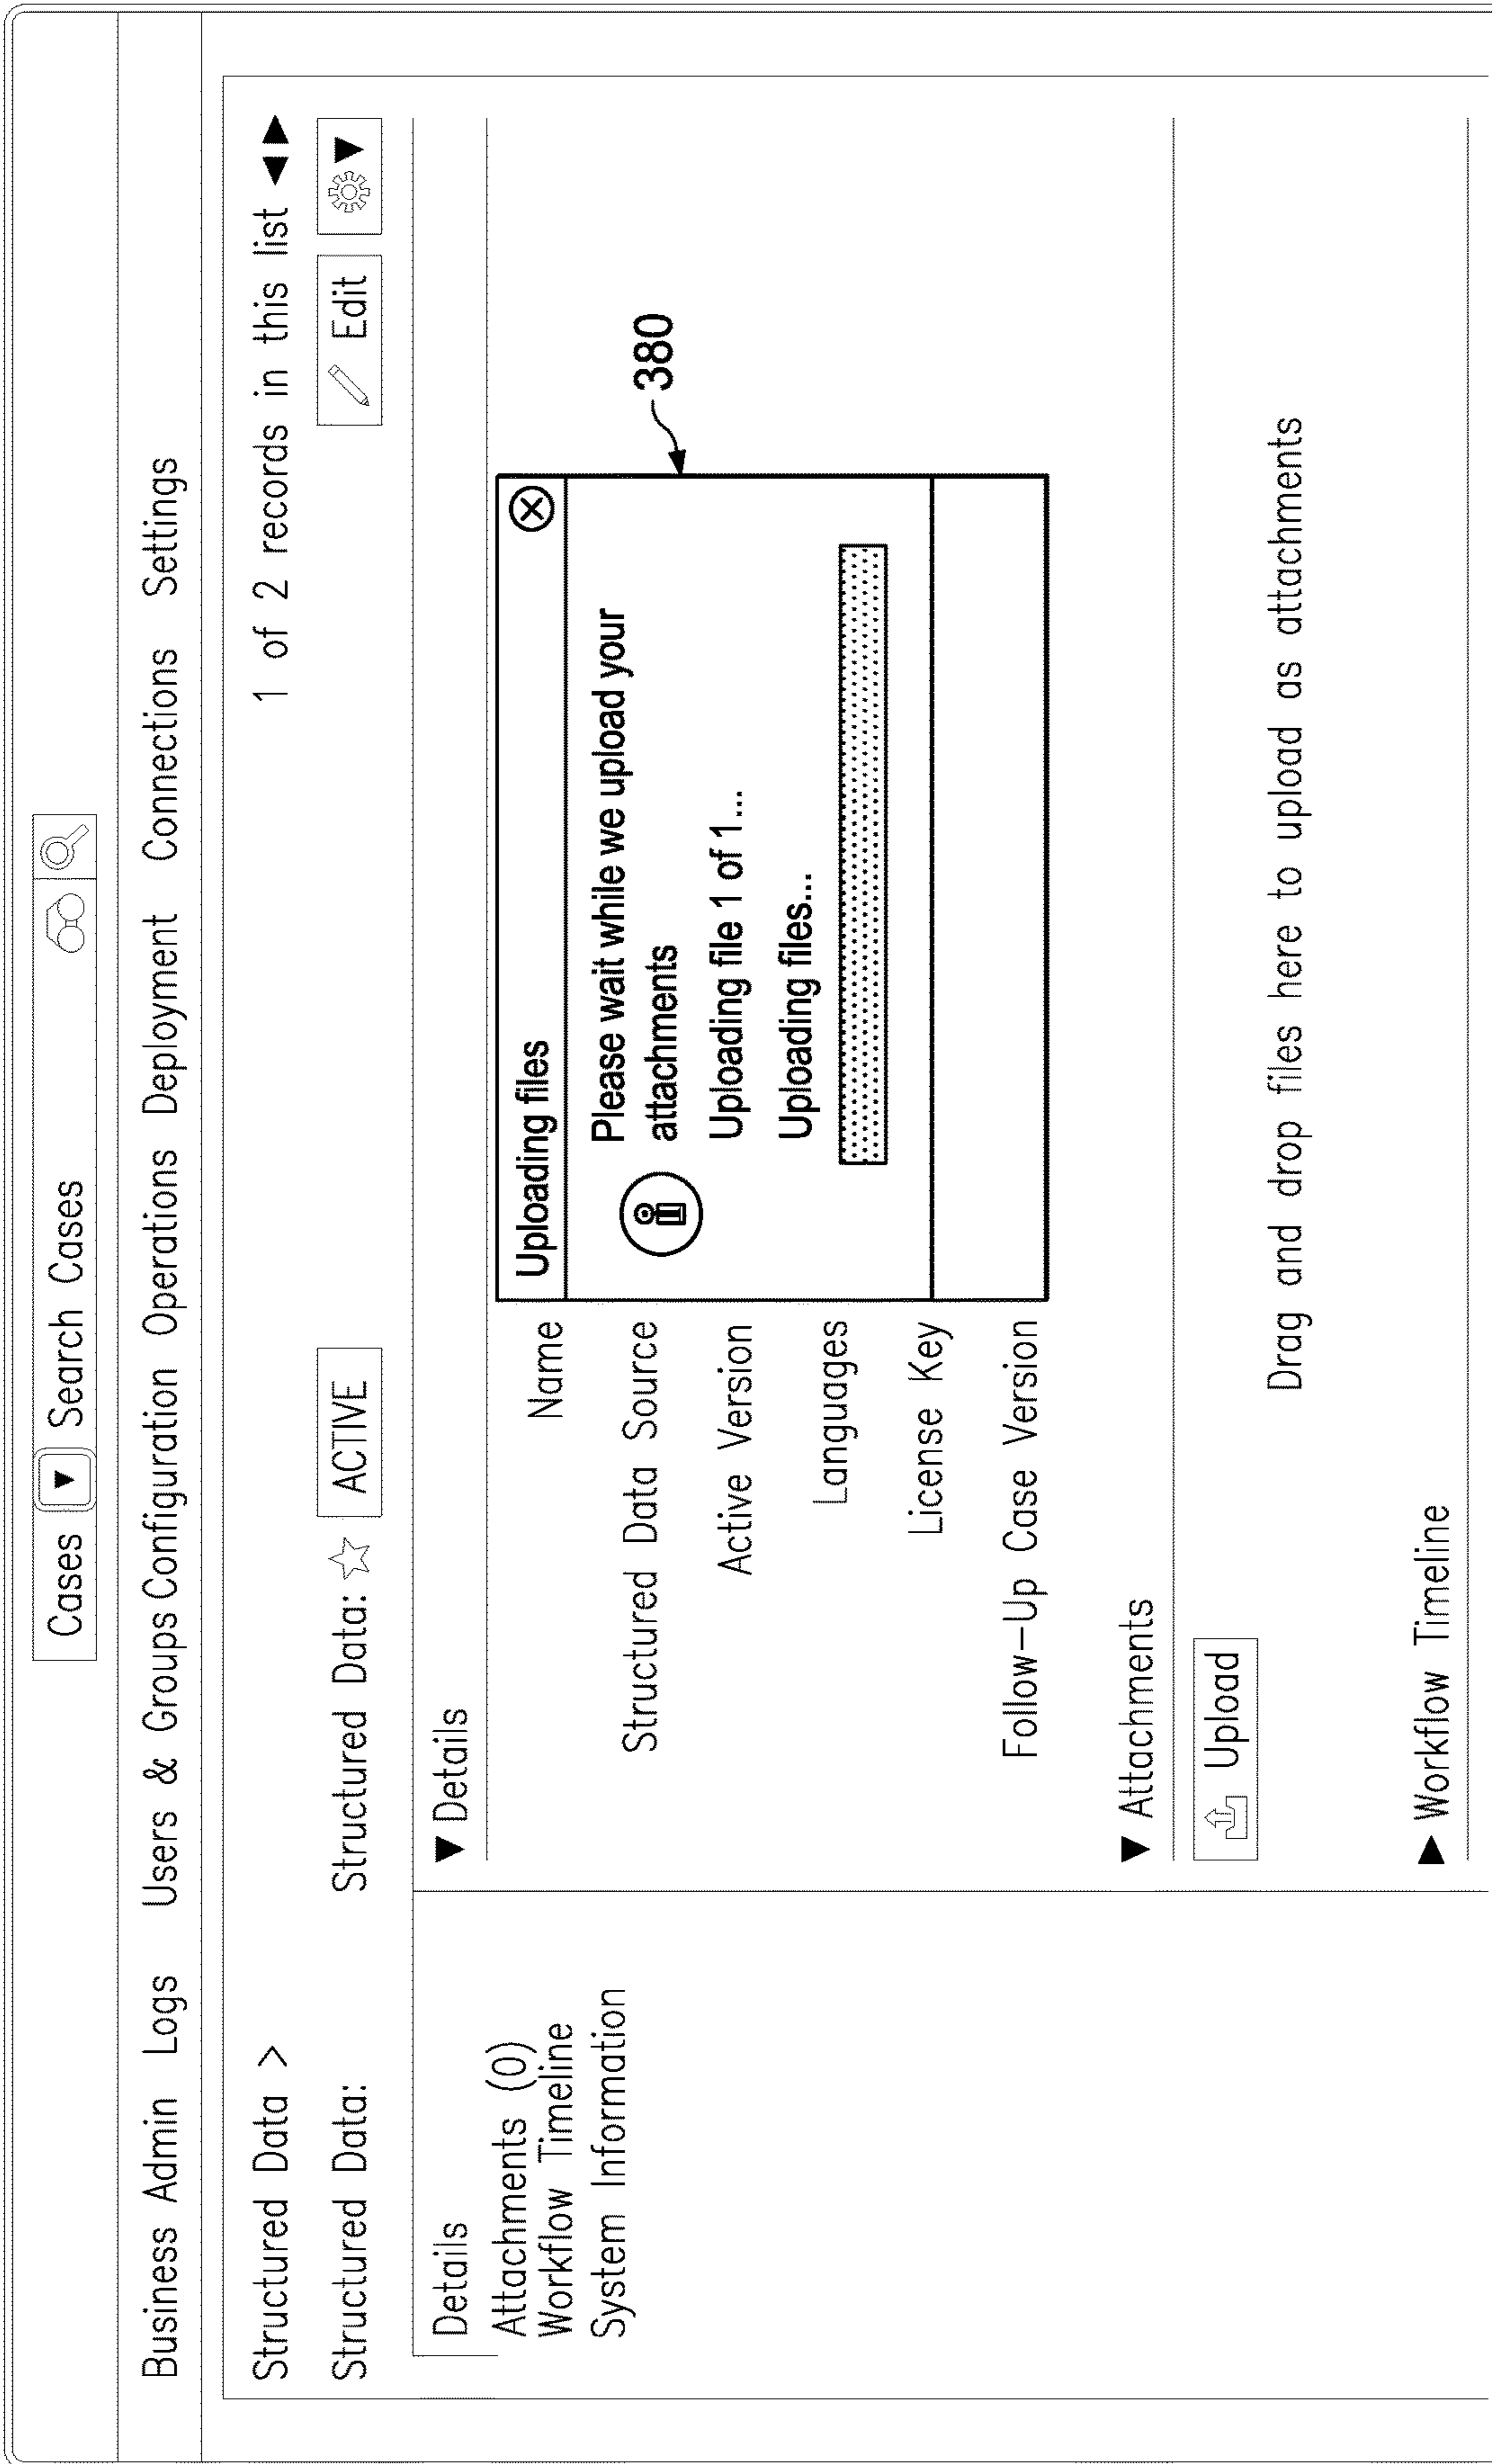 Cases ▼ Search Cases
Business Admin Logs Users & Groups Configuration Operations Deployment Connections Settings
Structured Data > 1 of 2 records in this list
Structured Data: Structured Data: ACTIVE Edit
Details
Attachments (0)
Workflow Timeline
System Information
Details
Name
Structured Data Source
Active Version
Languages
License Key
Follow-Up Case Version
Uploading files
Please wait while we upload your
attachments
Uploading file 1 of 1...
Uploading files...
380
Attachments
Upload
Drag and drop files here to upload as attachments
Workflow Timeline